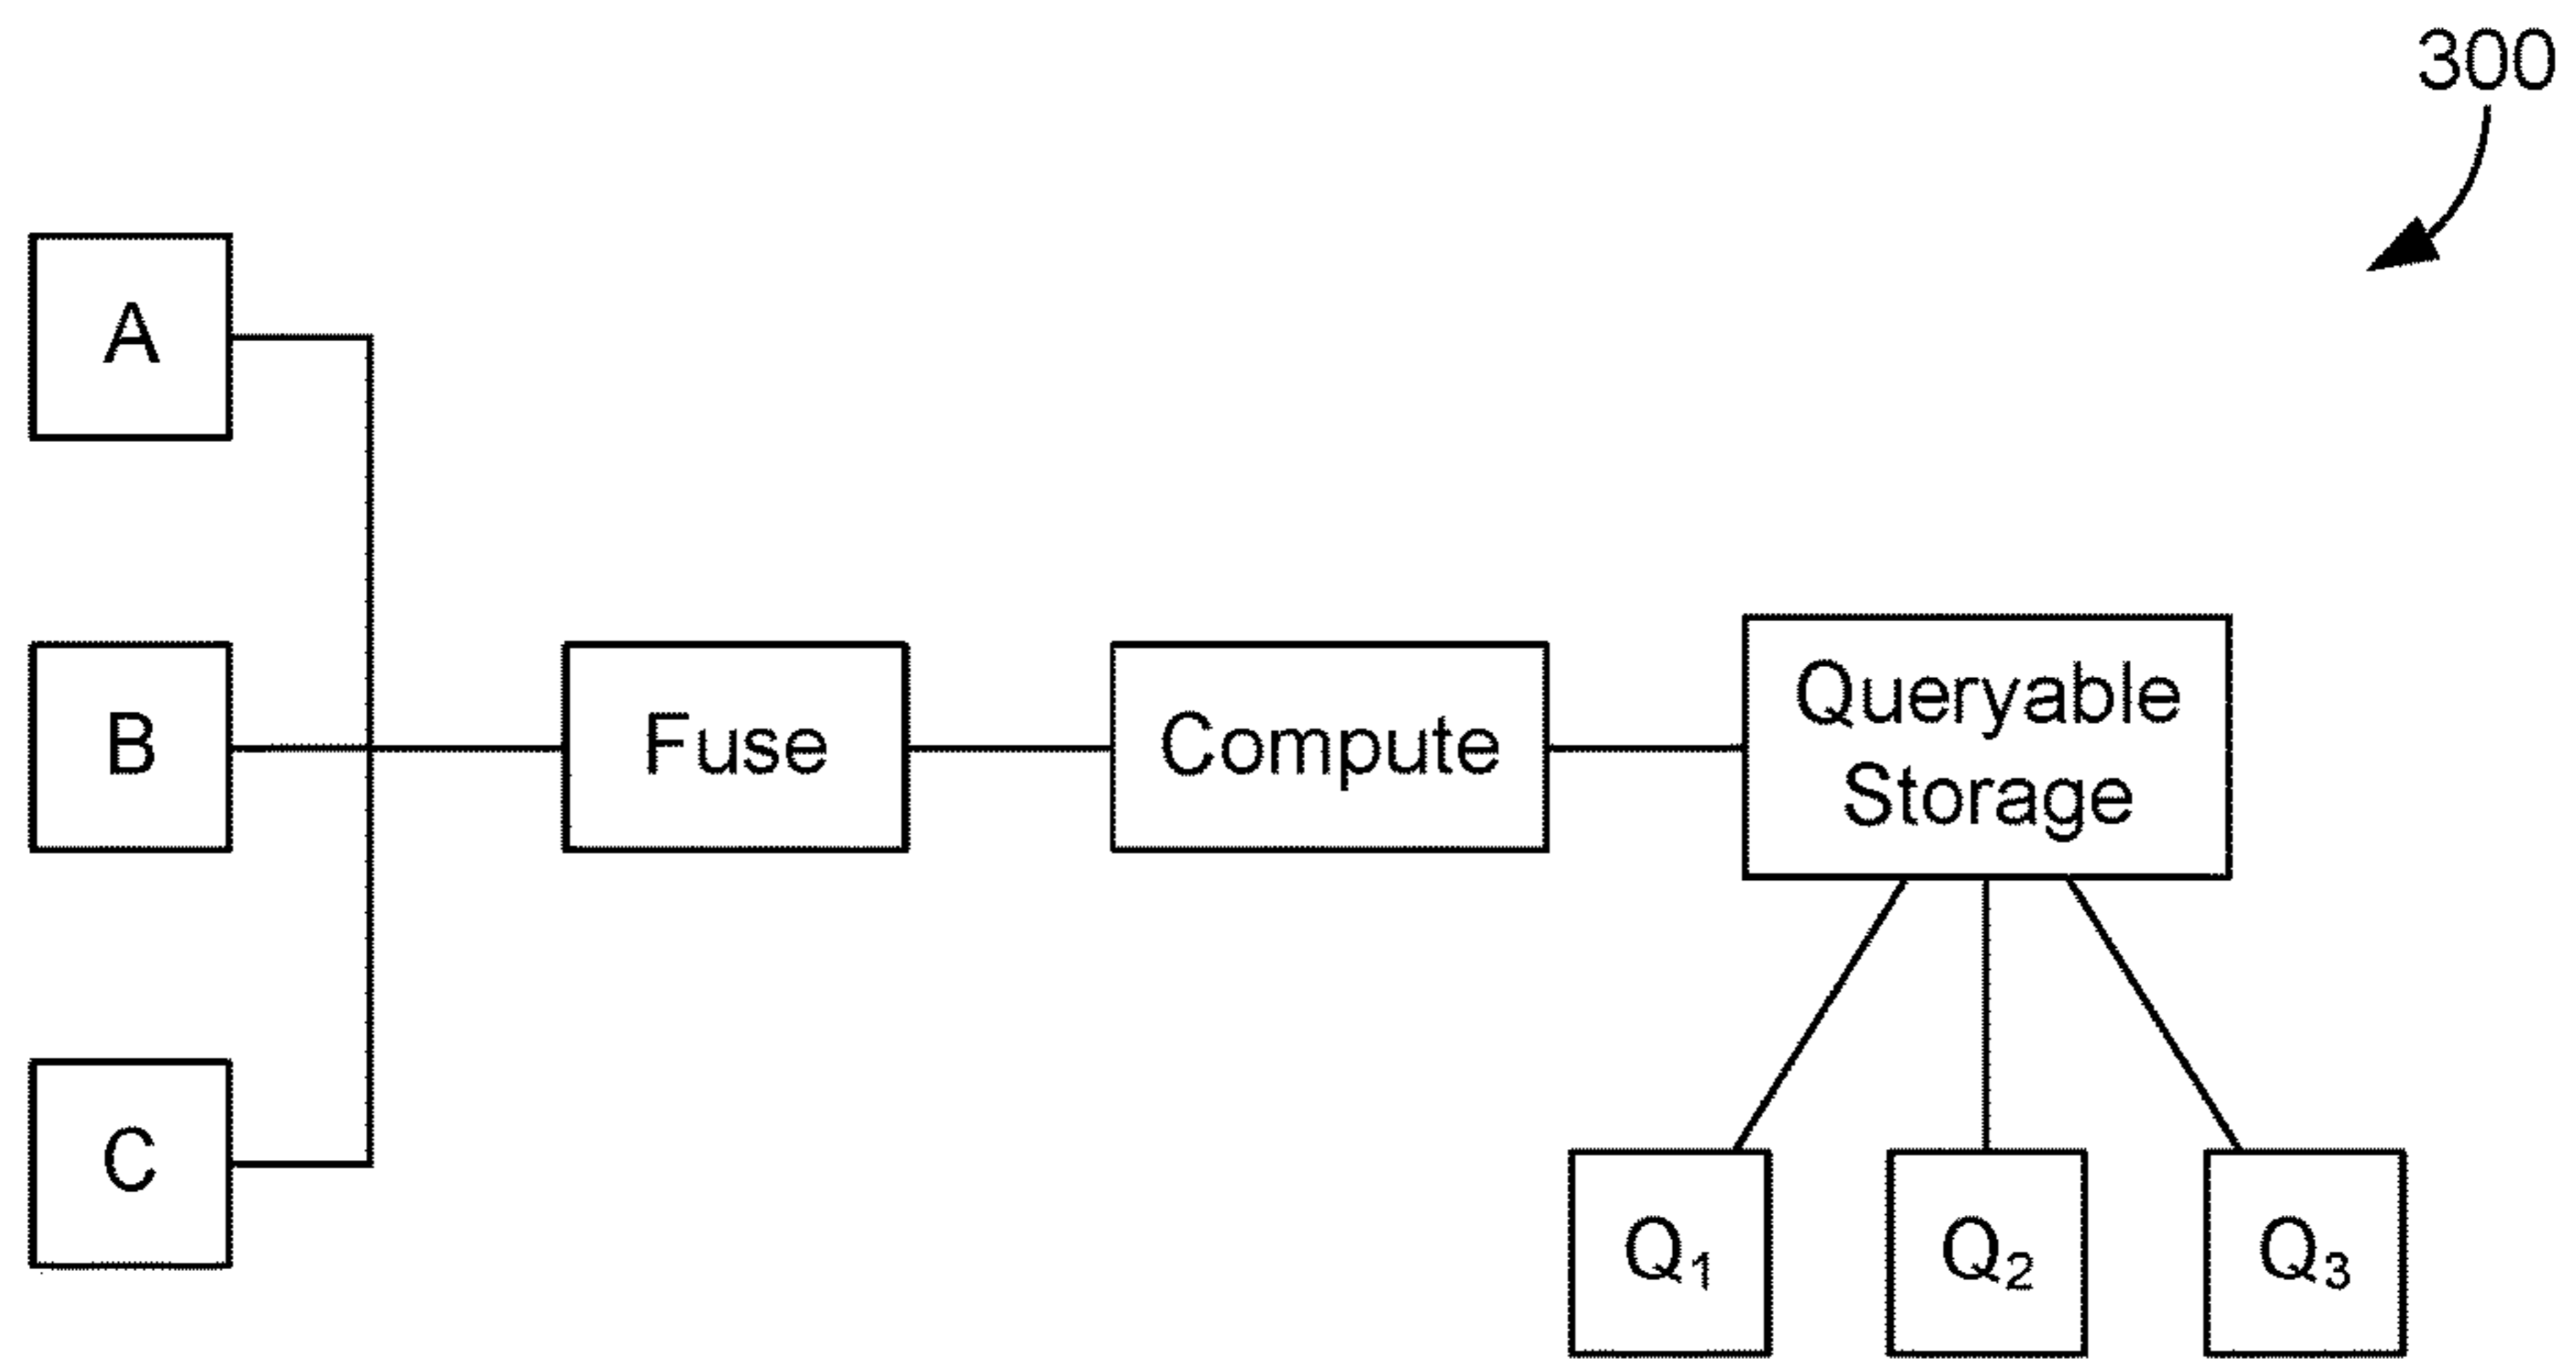 300
A
B
Fuse
Compute
Queryable
Storage
C
Q₁
Q₂
Q₃